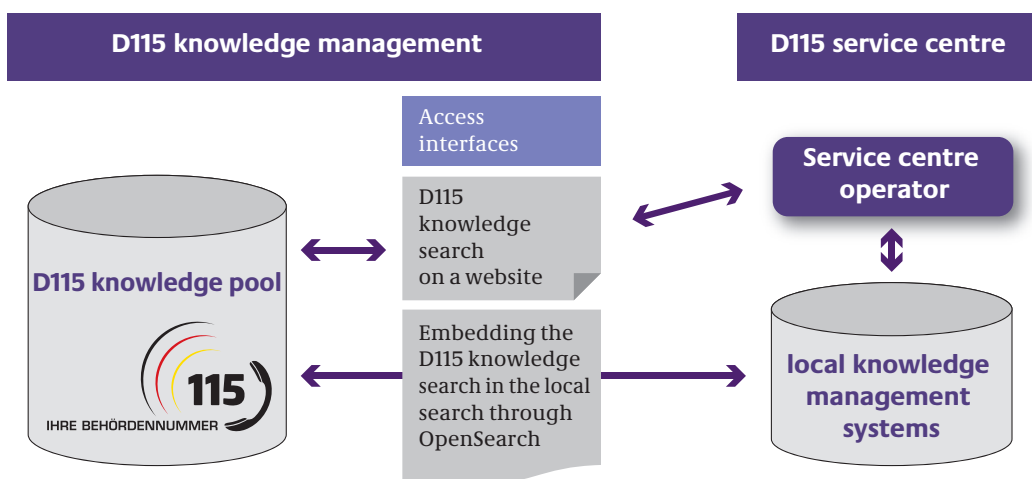 D115 knowledge management
D115 service centre
Access
interfaces
D115
knowledge
search
on a website
Service centre
operator
D115 knowledge pool
115
IHRE BEHÖRDENNUMMER
Embedding the
D115 knowledge
search in the local
search through
OpenSearch
local knowledge
management
systems